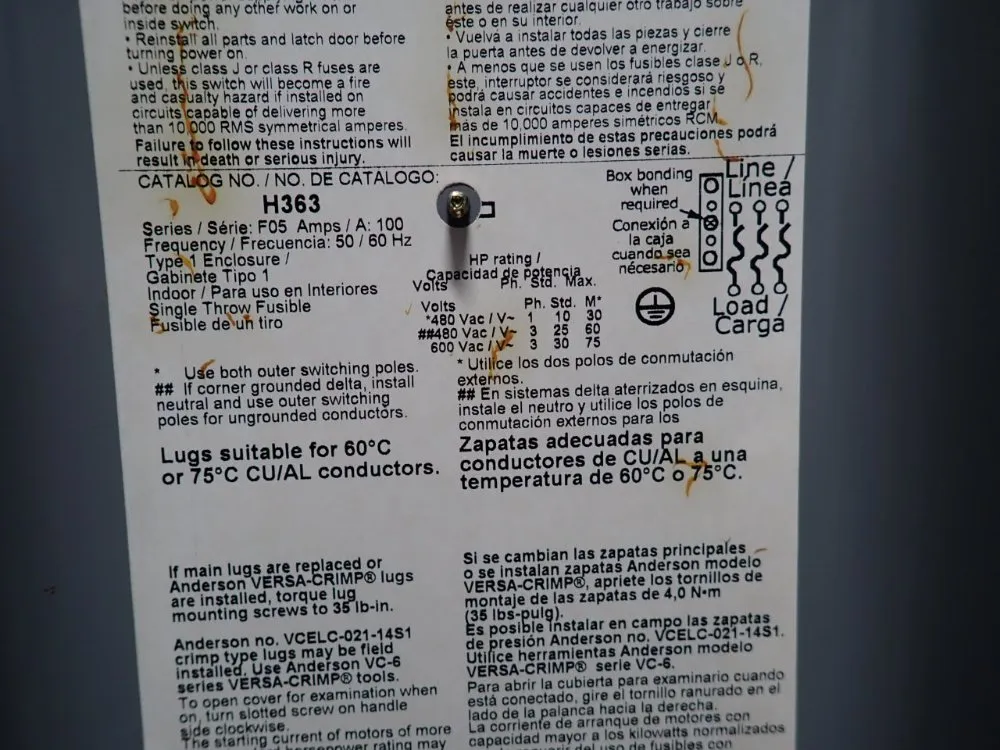 before doing any other work on or
inside switch.
• Reinstall all parts and latch door before
turning power on.
• Unless class J or class R fuses are
used, this switch will become a fire
and casualty hazard if installed on
circuits capable of delivering more
than 10,000 RMS symmetrical amperes.
Failure to follow these instructions will
result in death or serious injury.
antes de realizar cualquier otro trabajo sobre
éste o en su interior.
• Vuelva a instalar todas las piezas y cierre
la puerta antes de devolver a energizar.
• A menos que se usen los fusibles clase J o R,
este, interruptor se considerará riesgoso y
podrá causar accidentes e incendios si se
instala en circuitos capaces de entregar
más de 10,000 amperes simétricos RCM.
El incumplimiento de estas precauciones podrá
causar la muerte o lesiones serias.
CATALOG NO. / NO. DE CATÁLOGO:
H363
Series / Série: F05 Amps / A: 100
Frequency / Frecuencia: 50 / 60 Hz
Type 1 Enclosure /
Gabinete Tipo 1
Indoor / Para uso en Interiores
Single Throw Fusible
Fusible de un tiro
HP rating /
Capacidad de potencia
Volts Ph. Std. Max.
Volts Ph. Std. M*
*480 Vac / V~ 1 10 30
##480 Vac / V~ 3 25 60
600 Vac / V~ 3 30 75
Box bonding
when
required
Conexión a
la caja
cuando sea
nécesario
Line /
Línea
Load /
Carga
* Use both outer switching poles.
## If corner grounded delta, install
neutral and use outer switching
poles for ungrounded conductors.
* Utilice los dos polos de conmutación
externos.
## En sistemas delta aterrizados en esquina,
instale el neutro y utilice los polos de
conmutación externos para los
Lugs suitable for 60°C
or 75°C CU/AL conductors.
Zapatas adecuadas para
conductores de CU/AL a una
temperatura de 60°C o 75°C.
If main lugs are replaced or
Anderson VERSA-CRIMP® lugs
are installed, torque lug
mounting screws to 35 lb-in.
Anderson no. VCELC-021-14S1
crimp type lugs may be field
installed. Use Anderson VC-6
series VERSA-CRIMP® tools.
To open cover for examination when
on, turn slotted screw on handle
side clockwise.
The starting current of motors of more
horsepower rating may
Si se cambian las zapatas principales
o se instalan zapatas Anderson modelo
VERSA-CRIMP®, apriete los tornillos de
montaje de las zapatas de 4,0 N•m
(35 lbs-pulg).
Es posible instalar en campo las zapatas
de presión Anderson no. VCELC-021-14S1.
Utilice herramientas Anderson modelo
VERSA-CRIMP® serie VC-6.
Para abrir la cubierta para examinario cuando
está conectado, gire el tornillo ranurado en el
lado de la palanca hacia la derecha.
La corriente de arranque de motores con
capacidad mayor a los kilowatts normalizados
del uso de fusibles con